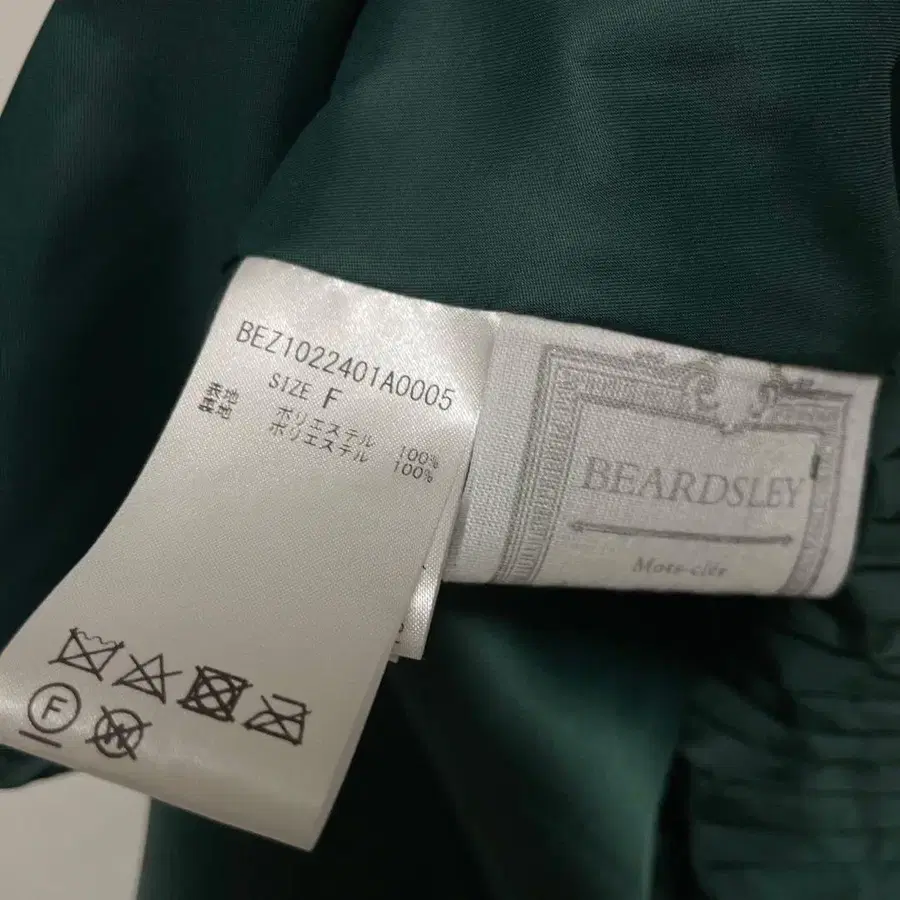 BEZ1022401A0005
SIZE F
表地 ポリエステル 100%
裏地 ポリエステル 100%
F
W
BEARDSLEY
Mots-clér